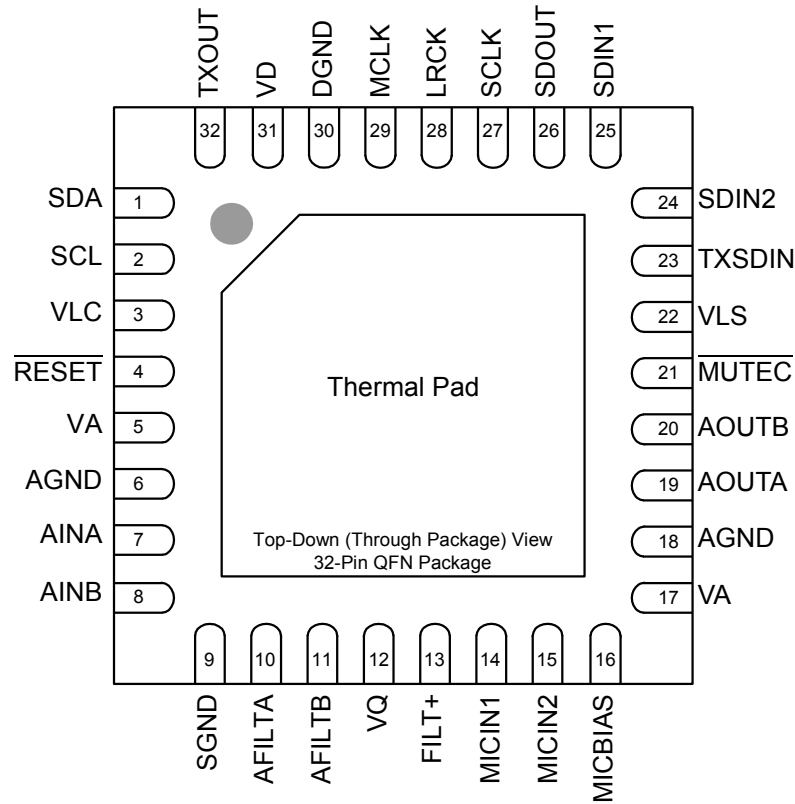 TXOUT
VD
DGND
MCLK
LRCK
SCLK
SDOUT
SDIN1
32
31
30
29
28
27
26
25
SDA 1
SCL 2
VLC 3
RESET 4
VA 5
AGND 6
AINA 7
AINB 8
24 SDIN2
23 TXSDIN
22 VLS
21 MUTEC
20 AOUTB
19 AOUTA
18 AGND
17 VA
Thermal Pad
Top-Down (Through Package) View
32-Pin QFN Package
9
10
11
12
13
14
15
16
SGND
AFILTA
AFILTB
VQ
FILT+
MICIN1
MICIN2
MICBIAS